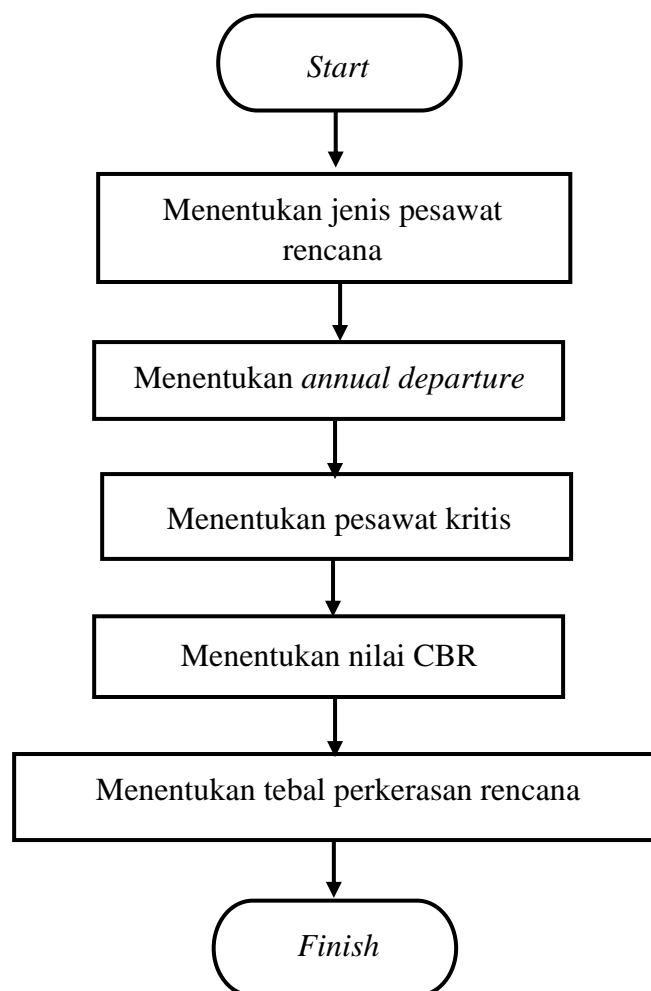 Start
Menentukan jenis pesawat
rencana
Menentukan annual departure
Menentukan pesawat kritis
Menentukan nilai CBR
Menentukan tebal perkerasan rencana
Finish